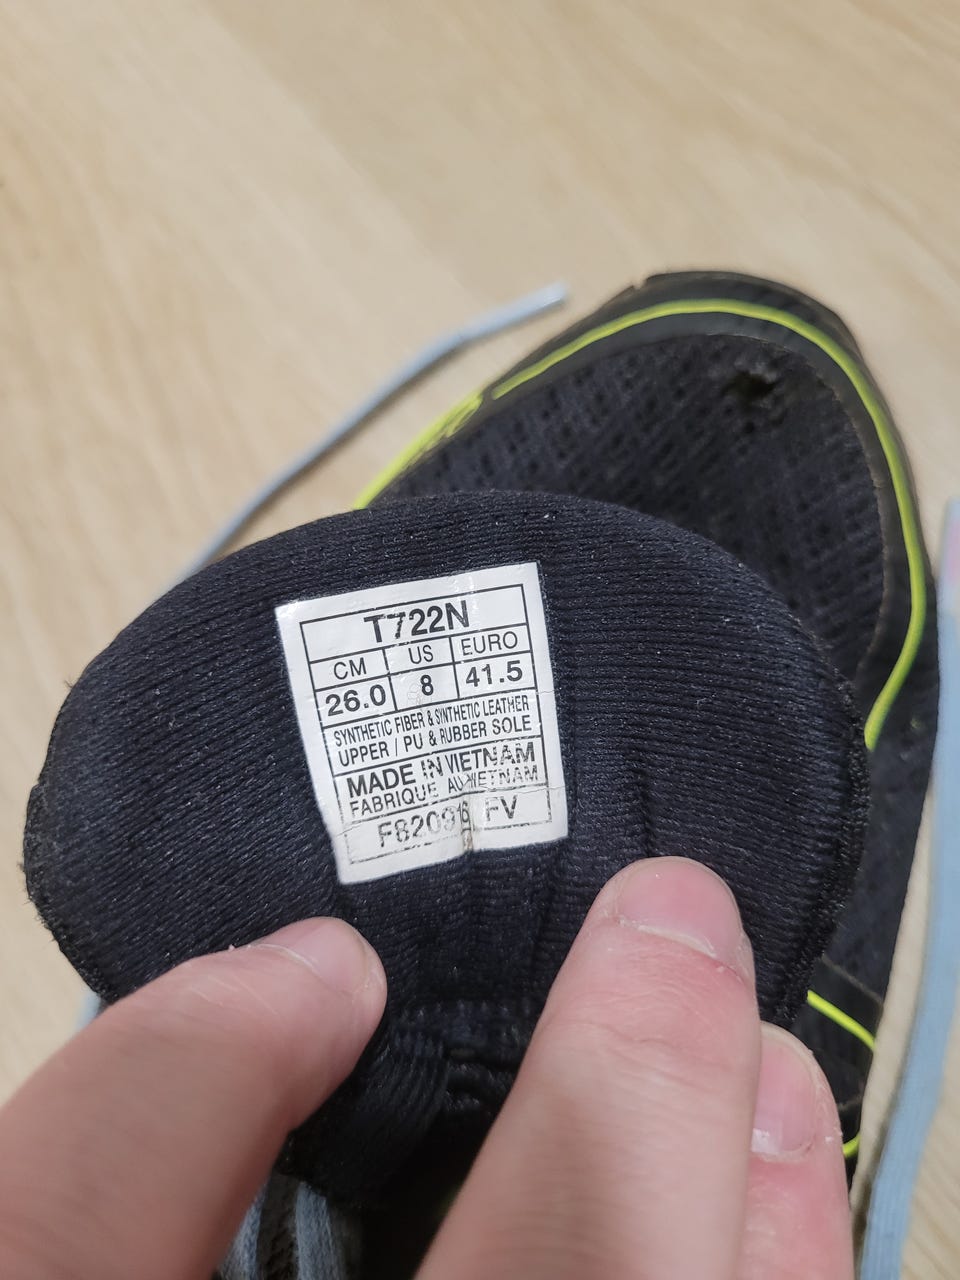 T722N
CM US EURO
26.0 8 41.5
SYNTHETIC FIBER & SYNTHETIC LEATHER
UPPER / PU & RUBBER SOLE
MADE IN VIETNAM
FABRIQUE AU VIETNAM
F820916 FV